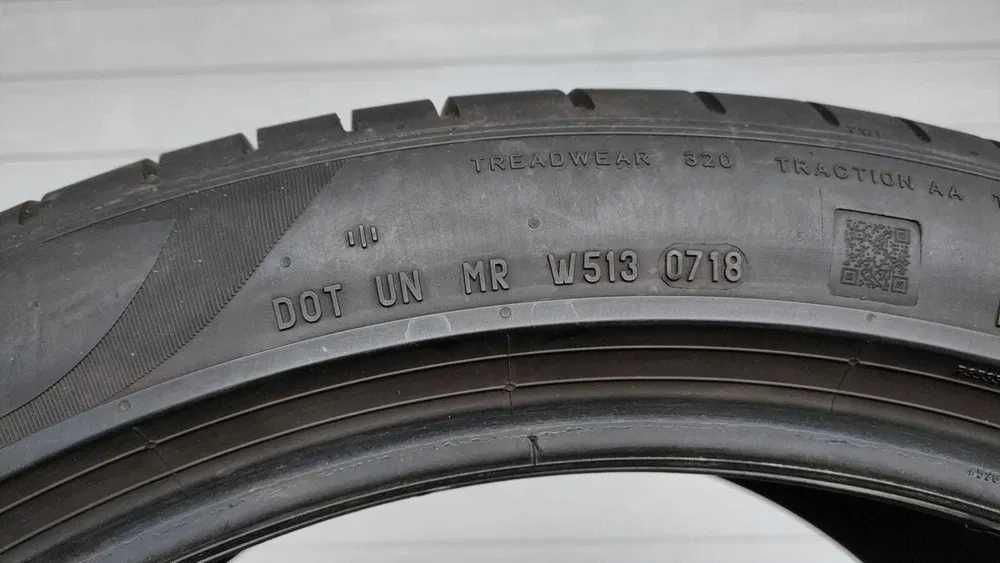 TREADWEAR 320 TRACTION AA T
DOT UN MR W513 0718